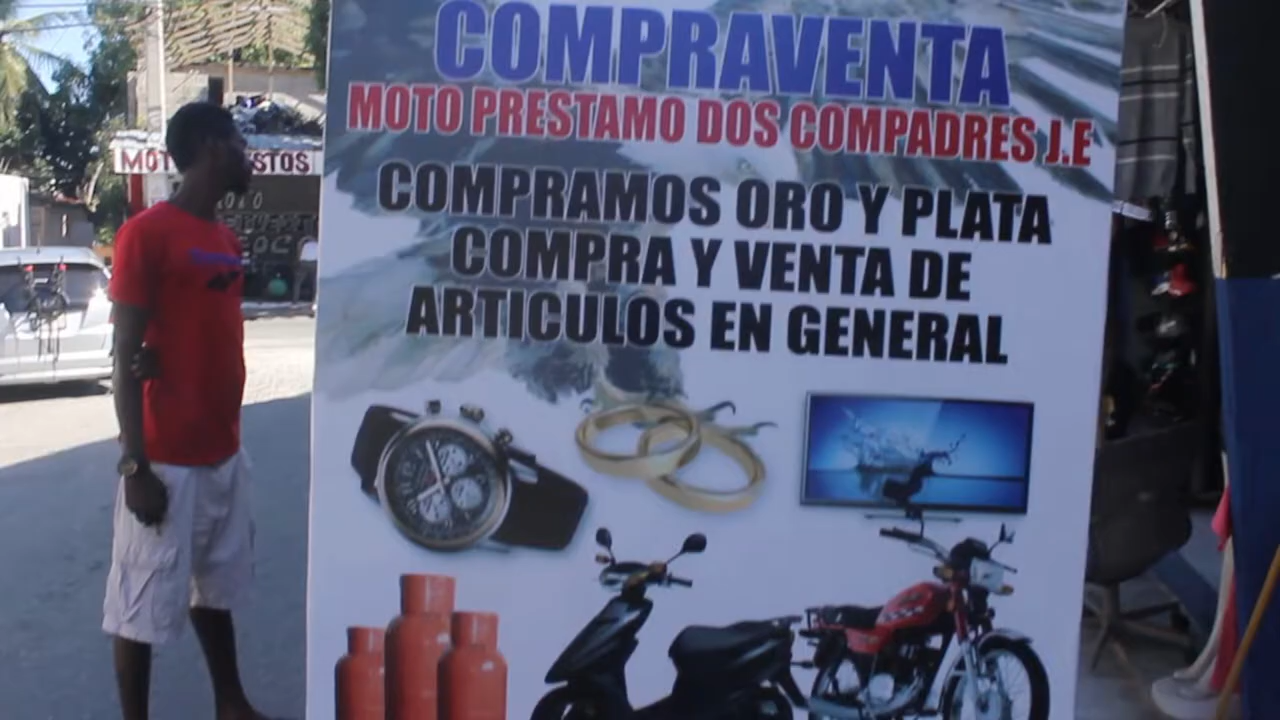 COMPRAVENTA
MOTO PRESTAMO DOS COMPADRES J.E
COMPRAMOS ORO Y PLATA
COMPRA Y VENTA DE
ARTICULOS EN GENERAL